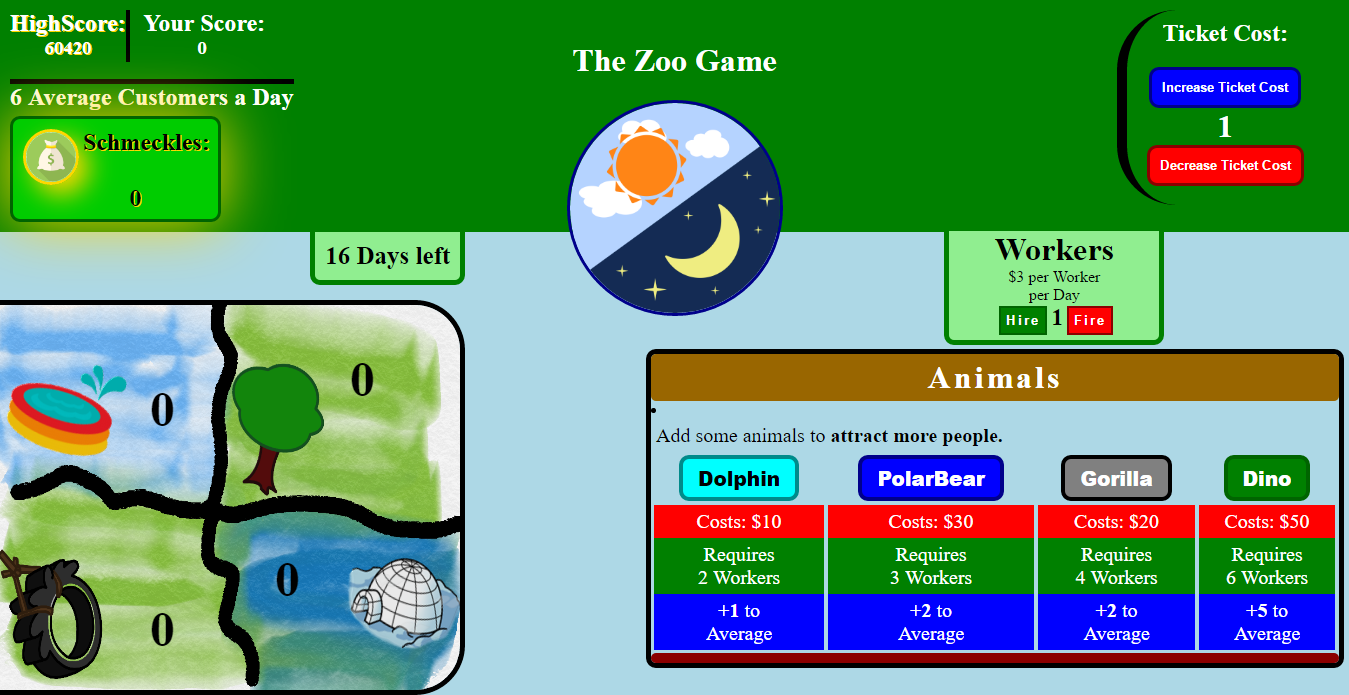 HighScore:
60420
Your Score:
0
6 Average Customers a Day
$
Schmeckles:
0
The Zoo Game
Ticket Cost:
Increase Ticket Cost
1
Decrease Ticket Cost
16 Days left
Workers
$3 per Worker
per Day
Hire 1 Fire
0
0
0
0
Animals
Add some animals to attract more people.
Dolphin
PolarBear
Gorilla
Dino
Costs: $10
Costs: $30
Costs: $20
Costs: $50
Requires
2 Workers
Requires
3 Workers
Requires
4 Workers
Requires
6 Workers
+1 to
Average
+2 to
Average
+2 to
Average
+5 to
Average